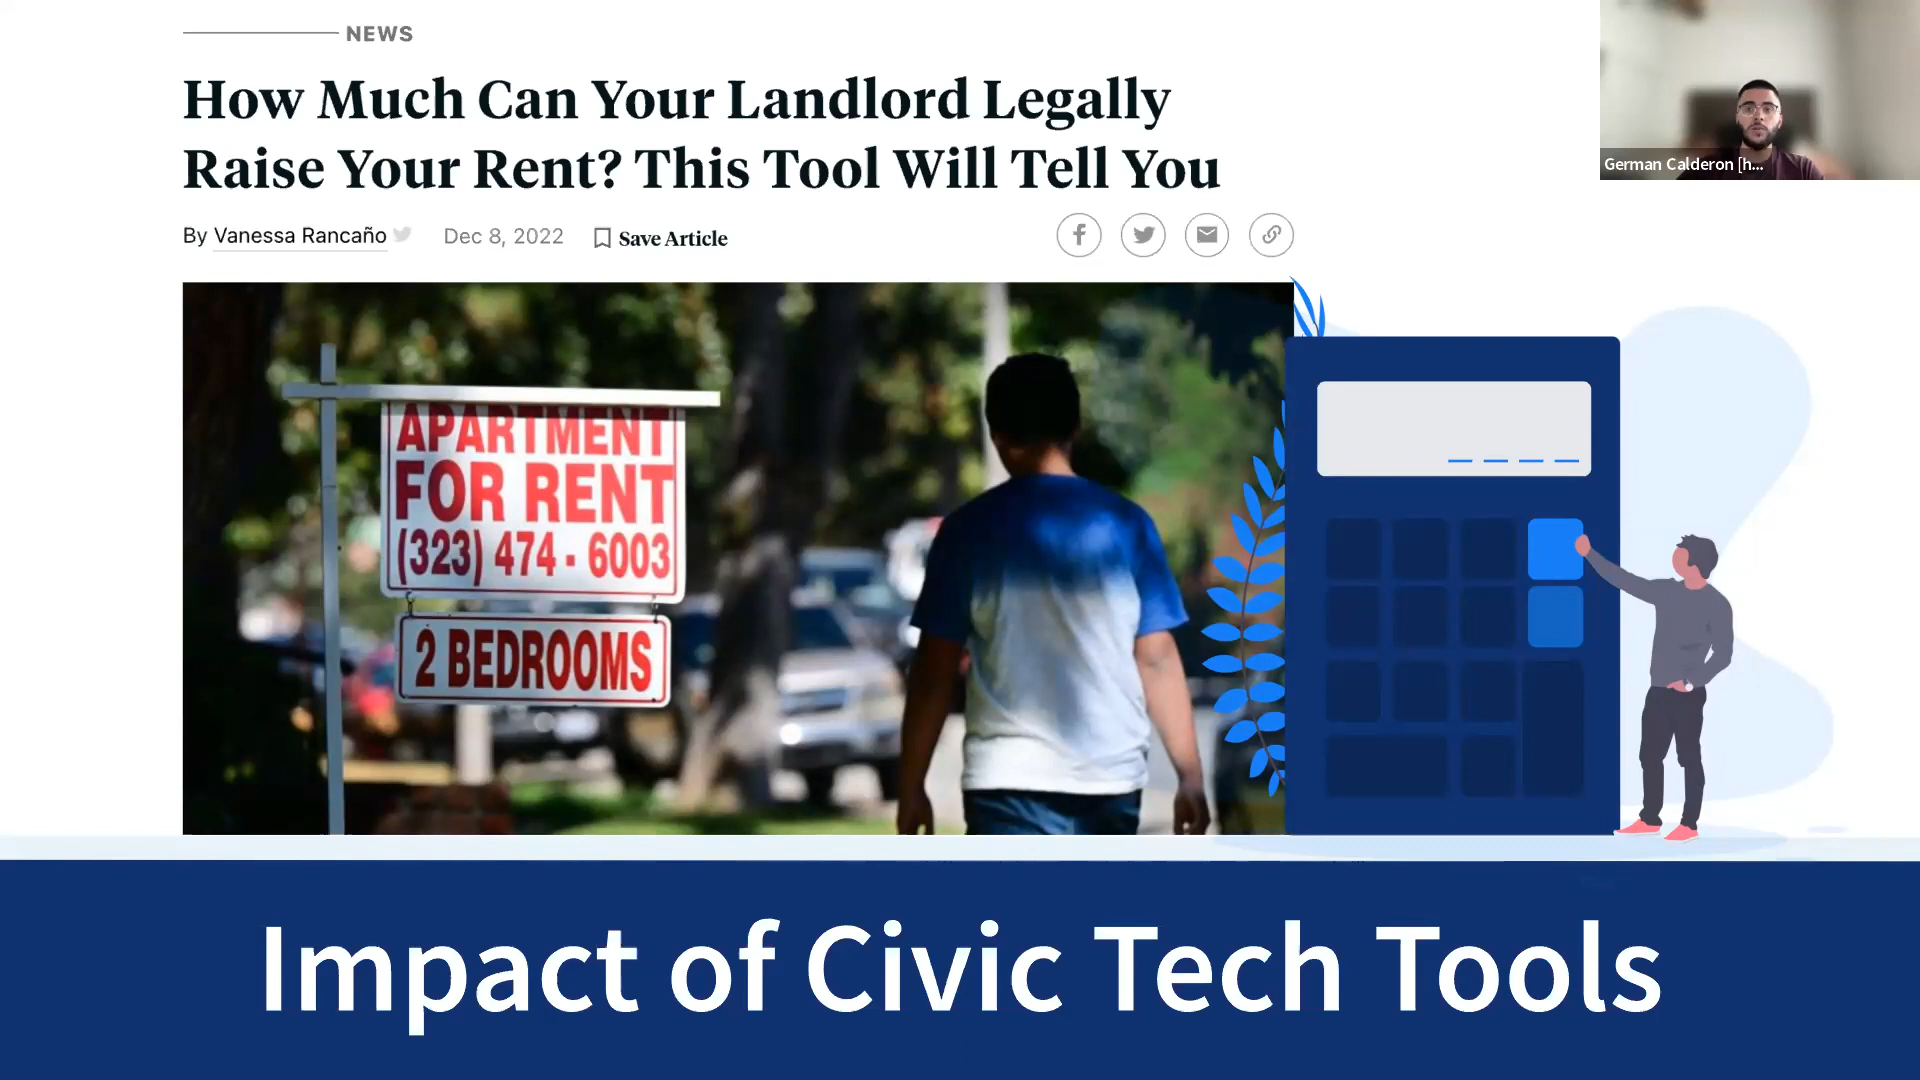 NEWS
How Much Can Your Landlord Legally
Raise Your Rent? This Tool Will Tell You
By Vanessa Rancaño
Dec 8, 2022
Save Article
German Calderon [h...
APARTMENT
FOR RENT
(323) 474 - 6003
2 BEDROOMS
Impact of Civic Tech Tools